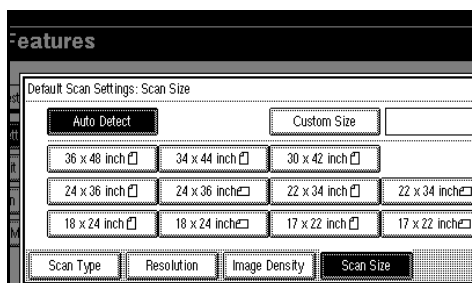 Features
Default Scan Settings: Scan Size
Auto Detect Custom Size
36 x 48 inch 34 x 44 inch 30 x 42 inch
24 x 36 inch 24 x 36 inch 22 x 34 inch 22 x 34 inch
18 x 24 inch 18 x 24 inch 17 x 22 inch 17 x 22 inch
Scan Type Resolution Image Density Scan Size